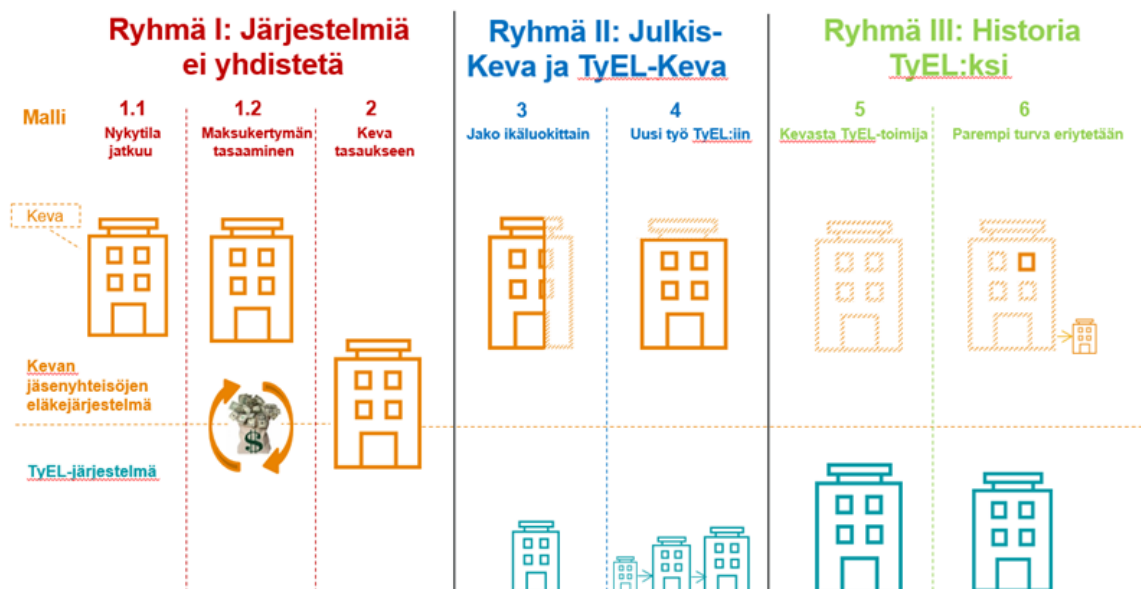 Ryhmä I: Järjestelmiä
ei yhdistetä
Ryhmä II: Julkis-
Keva ja TyEL-Keva
Ryhmä III: Historia
TyEL:ksi
Malli
1.1
Nykytila
jatkuu
1.2
Maksukertymän
tasaaminen
2
Keva
tasaukseen
3
Jako ikäluokittain
4
Uusi työ TyEL:iin
5
Kevasta TyEL-toimija
6
Parempi turva eriytetään
Keva
Kevan
jäsenyhteisöjen
eläkejärjestelmä
$
TyEL-järjestelmä